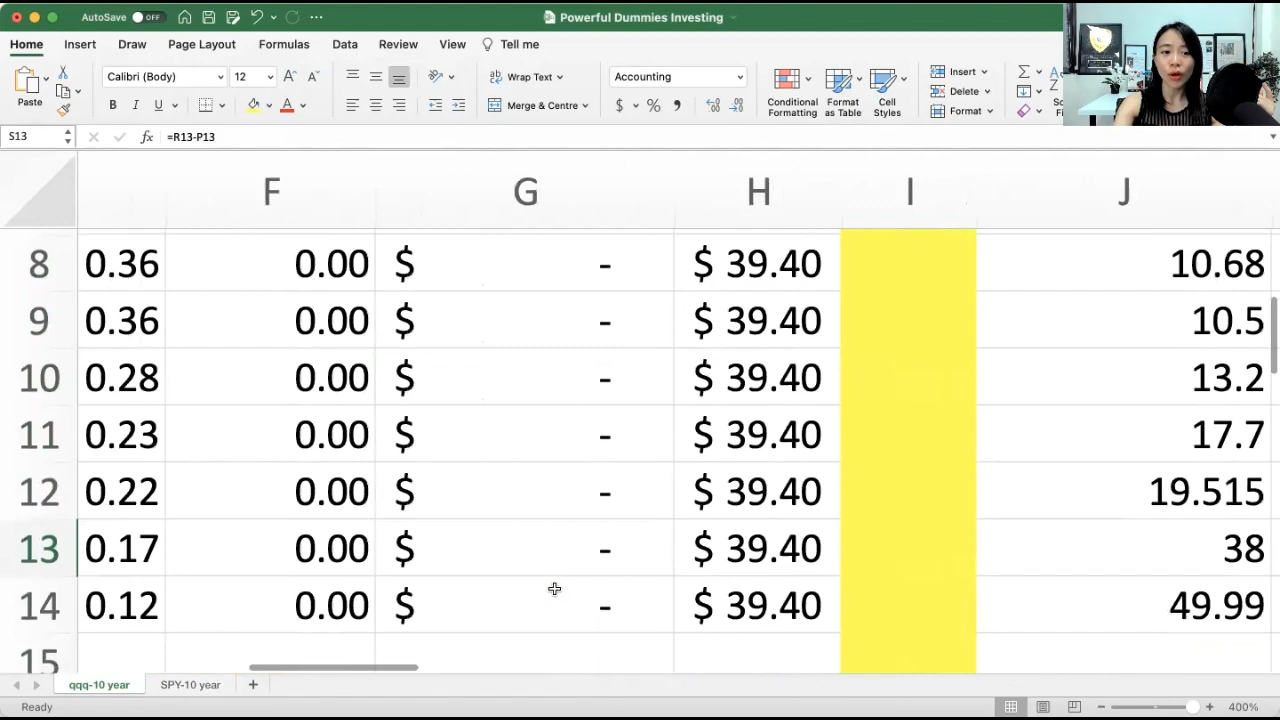 AutoSave OFF Powerful Dummies Investing
Home Insert Draw Page Layout Formulas Data Review View Tell me
Paste Calibri (Body) 12 Wrap Text Accounting Insert
B I U A Merge & Centre $ % Conditional Formatting Format as Table Cell Styles Delete
Format
S13 fx =R13-P13
F G H I J
8 0.36 0.00 $ - $ 39.40 10.68
9 0.36 0.00 $ - $ 39.40 10.5
10 0.28 0.00 $ - $ 39.40 13.2
11 0.23 0.00 $ - $ 39.40 17.7
12 0.22 0.00 $ - $ 39.40 19.515
13 0.17 0.00 $ - $ 39.40 38
14 0.12 0.00 $ - $ 39.40 49.99
15
qqq-10 year SPY-10 year +
Ready 400%